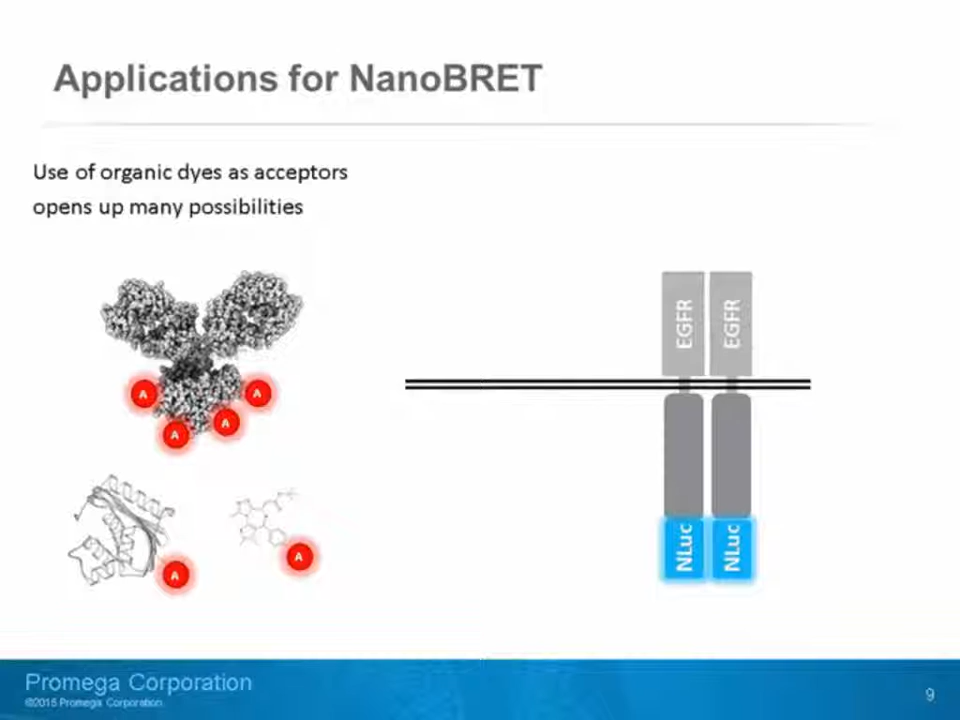 Applications for NanoBRET
Use of organic dyes as acceptors
opens up many possibilities
A
A
A
A
A
A
EGFR
EGFR
NLuc
NLuc
Promega Corporation
©2015 Promega Corporation.
9